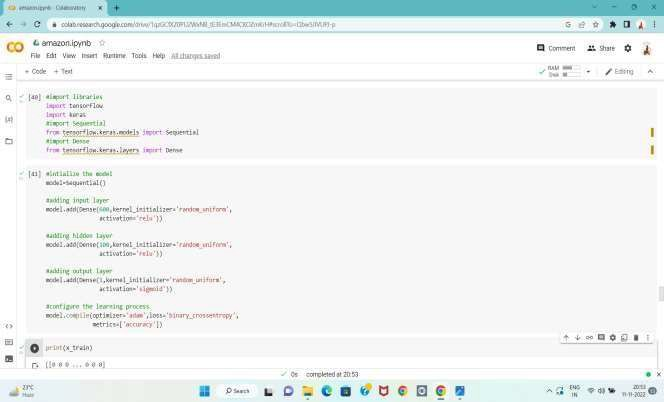 amazon.ipynb - Colaboratory
colab.research.google.com/drive/
amazon.ipynb
File Edit View Insert Runtime Tools Help All changes saved
Comment Share
+ Code + Text
RAM
Disk
Editing
[40] #import libraries
import tensorflow
import keras
#import Sequential
from tensorflow.keras.models import Sequential
#import Dense
from tensorflow.keras.layers import Dense
[41] #intialize the model
model=Sequential()
#adding input layer
model.add(Dense(600,kernel_initializer='random_uniform',
activation='relu'))
#adding hidden layer
model.add(Dense(100,kernel_initializer='random_uniform',
activation='relu'))
#adding output layer
model.add(Dense(1,kernel_initializer='random_uniform',
activation='sigmoid'))
#configure the learning process
model.compile(optimizer='adam',loss='binary_crossentropy',
metrics=['accuracy'])
print(x_train)
[[0 0 0 ... 0 0 0]
0s completed at 20:53
23°C
Haze
Search
ENG
IN
20:53
11-11-2022